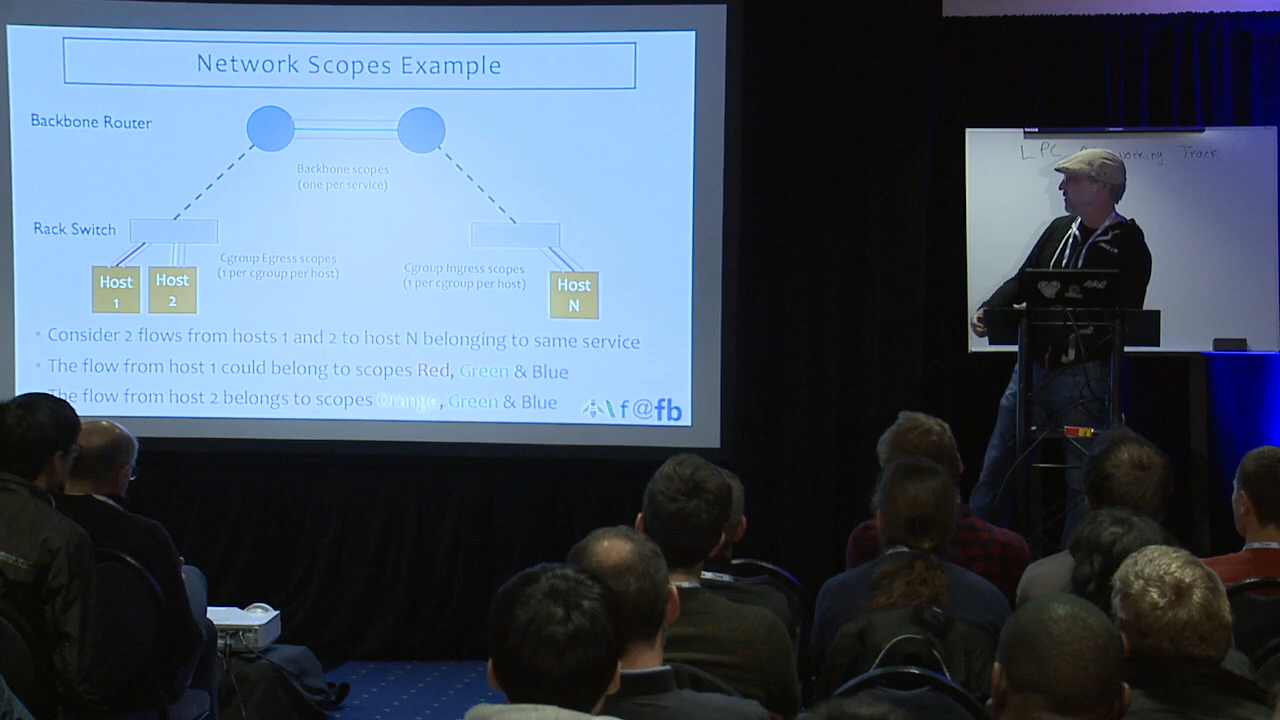 Network Scopes Example
Backbone Router
Backbone scopes
(one per service)
Rack Switch
Cgroup Egress scopes
(1 per cgroup per host)
Cgroup Ingress scopes
(1 per cgroup per host)
Host
1
Host
2
Host
N
• Consider 2 flows from hosts 1 and 2 to host N belonging to same service
• The flow from host 1 could belong to scopes Red, Green & Blue
The flow from host 2 belongs to scopes Orange, Green & Blue
f@fb
LPC
Track